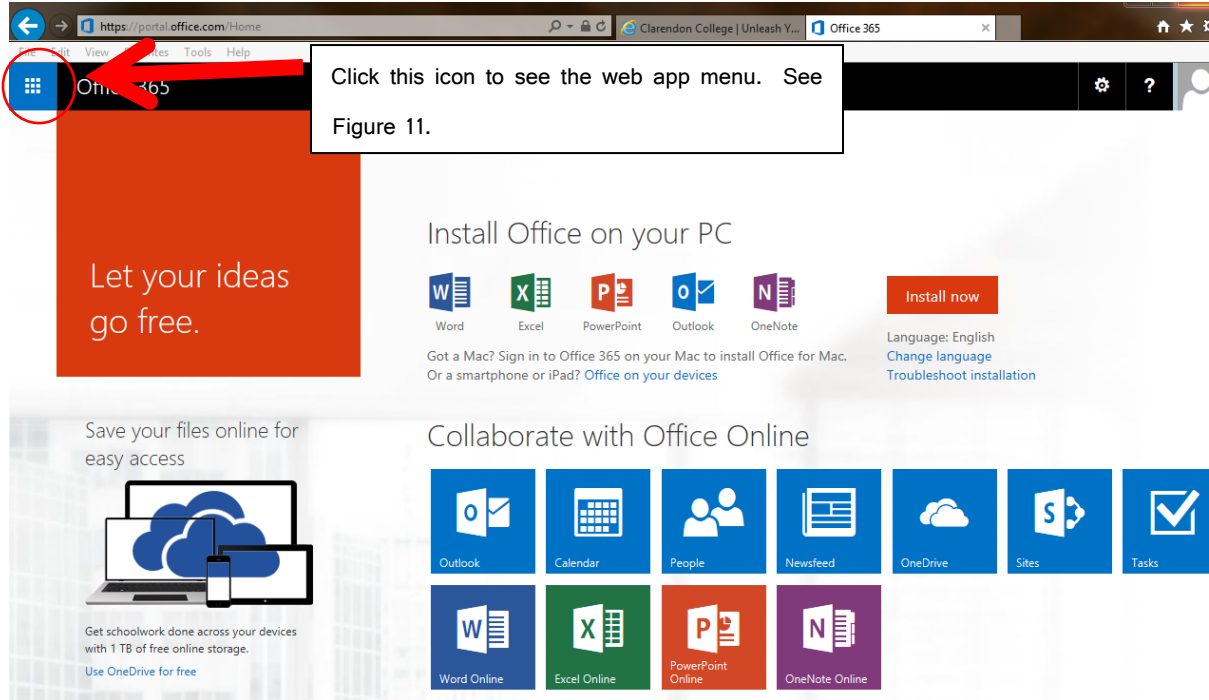 https://portal.office.com/Home
Clarendon College | Unleash Y...
Office 365
File Edit View Favorites Tools Help
Office 365
?
Click this icon to see the web app menu. See
Figure 11.
Let your ideas
go free.
Install Office on your PC
Word Excel PowerPoint Outlook OneNote
Install now
Got a Mac? Sign in to Office 365 on your Mac to install Office for Mac.
Or a smartphone or iPad? Office on your devices
Language: English
Change language
Troubleshoot installation
Save your files online for
easy access
Get schoolwork done across your devices
with 1 TB of free online storage.
Use OneDrive for free
Collaborate with Office Online
Outlook Calendar People Newsfeed OneDrive Sites Tasks
Word Online Excel Online PowerPoint
Online OneNote Online